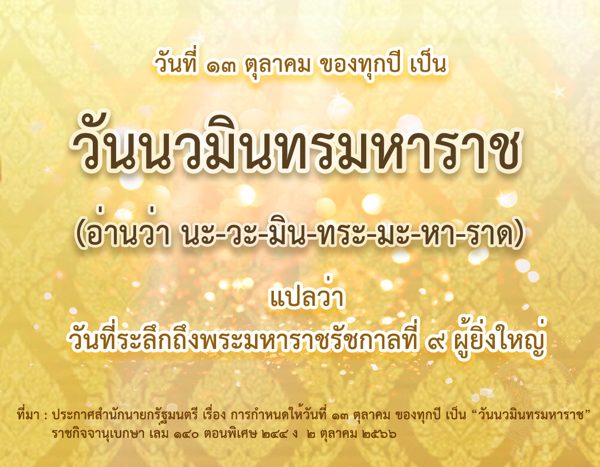 วันที่ ๑๓ ตุลาคม ของทุกปี เป็น
วันนวมินทรมหาราช
(อ่านว่า นะ-วะ-มิน-ทระ-มะ-หา-ราด)
แปลว่า
วันที่ระลึกถึงพระมหาราชรัชกาลที่ ๙ ผู้ยิ่งใหญ่
ที่มา : ประกาศสำนักนายกรัฐมนตรี เรื่อง การกำหนดให้วันที่ ๑๓ ตุลาคม ของทุกปี เป็น “วันนวมินทรมหาราช”
ราชกิจจานุเบกษา เล่ม ๑๔๐ ตอนพิเศษ ๒๔๔ ง ๒ ตุลาคม ๒๕๖๖